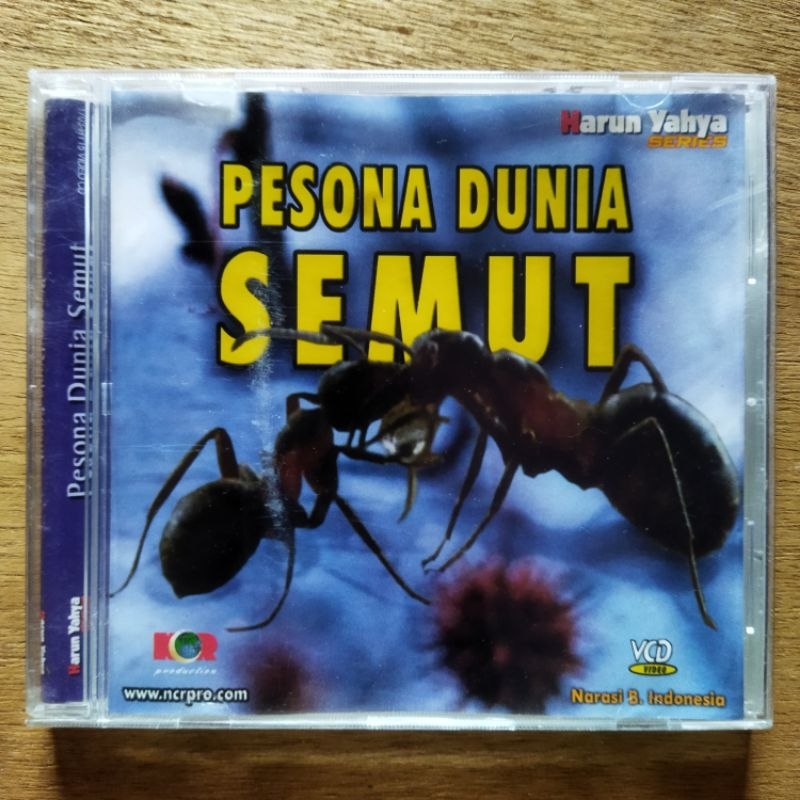 Harun Yahya
SERIES
PESONA DUNIA
SEMUT
Pesona Dunia Semut
Harun Yahya
NCR
production
www.ncrpro.com
VCD
VIDEO
Narasi B. Indonesia